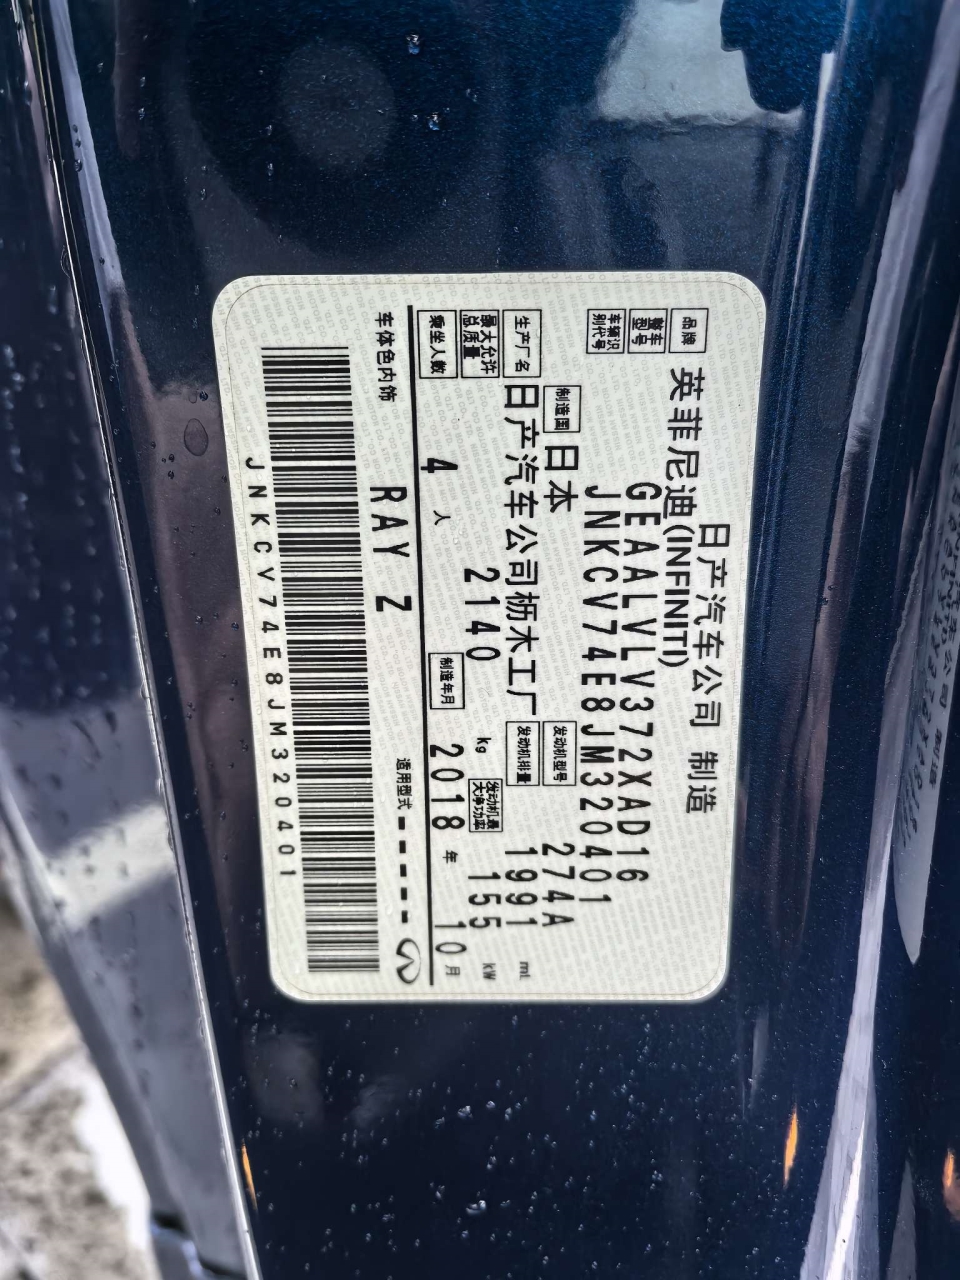 日产汽车公司 制造
品牌 英菲尼迪(INFINITI)
整车型号 GEALVLV372XAD16
车辆识别代号 JNKCV74E8JM320401
制造国 日本 发动机型号 274A
生产厂名 日产汽车公司枥木工厂 发动机排量 1991 mL
最大允许总质量 2140 kg 发动机最大净功率 155 kW
乘坐人数 4 人 制造年月 2018 年 10 月
车体色内饰 RAY Z 适用型式 -----
JNKCV74E8JM320401